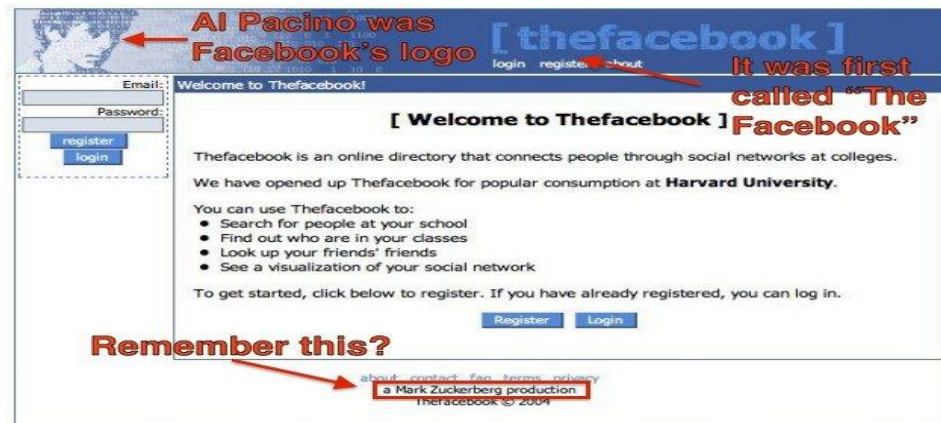 Al Pacino was
Facebook's logo
[ thefacebook ]
login register about
It was first
called "The
Facebook"
Email:
Password:
register
login
Welcome to Thefacebook!
[ Welcome to Thefacebook ]
Thefacebook is an online directory that connects people through social networks at colleges.
We have opened up Thefacebook for popular consumption at Harvard University.
You can use Thefacebook to:
• Search for people at your school
• Find out who are in your classes
• Look up your friends' friends
• See a visualization of your social network
To get started, click below to register. If you have already registered, you can log in.
Register Login
Remember this?
about contact faq terms privacy
a Mark Zuckerberg production
Thefacebook © 2004